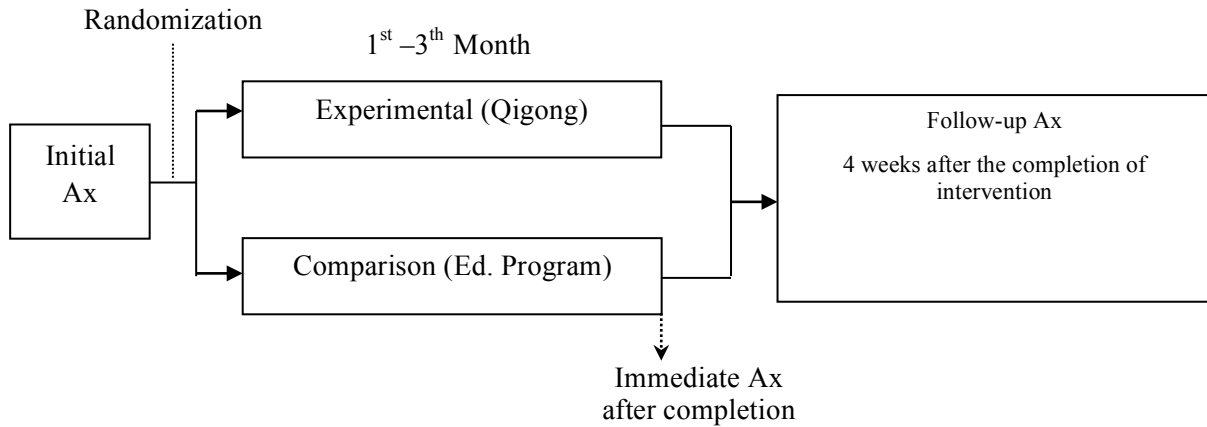 Randomization
1st –3th Month
Experimental (Qigong)
Initial
Ax
Comparison (Ed. Program)
Follow-up Ax
4 weeks after the completion of
intervention
Immediate Ax
after completion